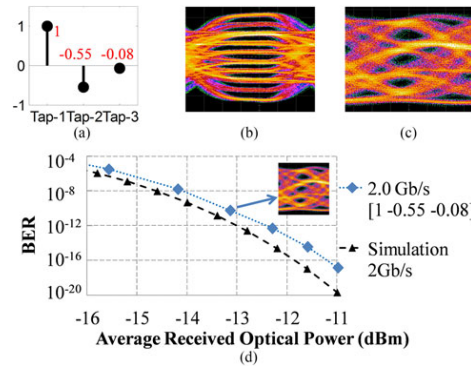 1
0
-1
1
-0.55
-0.08
Tap-1 Tap-2 Tap-3
(a)
(b)
(c)
10-4
10-8
10-12
10-16
10-20
BER
-16 -15 -14 -13 -12 -11
Average Received Optical Power (dBm)
2.0 Gb/s
[1 -0.55 -0.08]
Simulation
2Gb/s
(d)